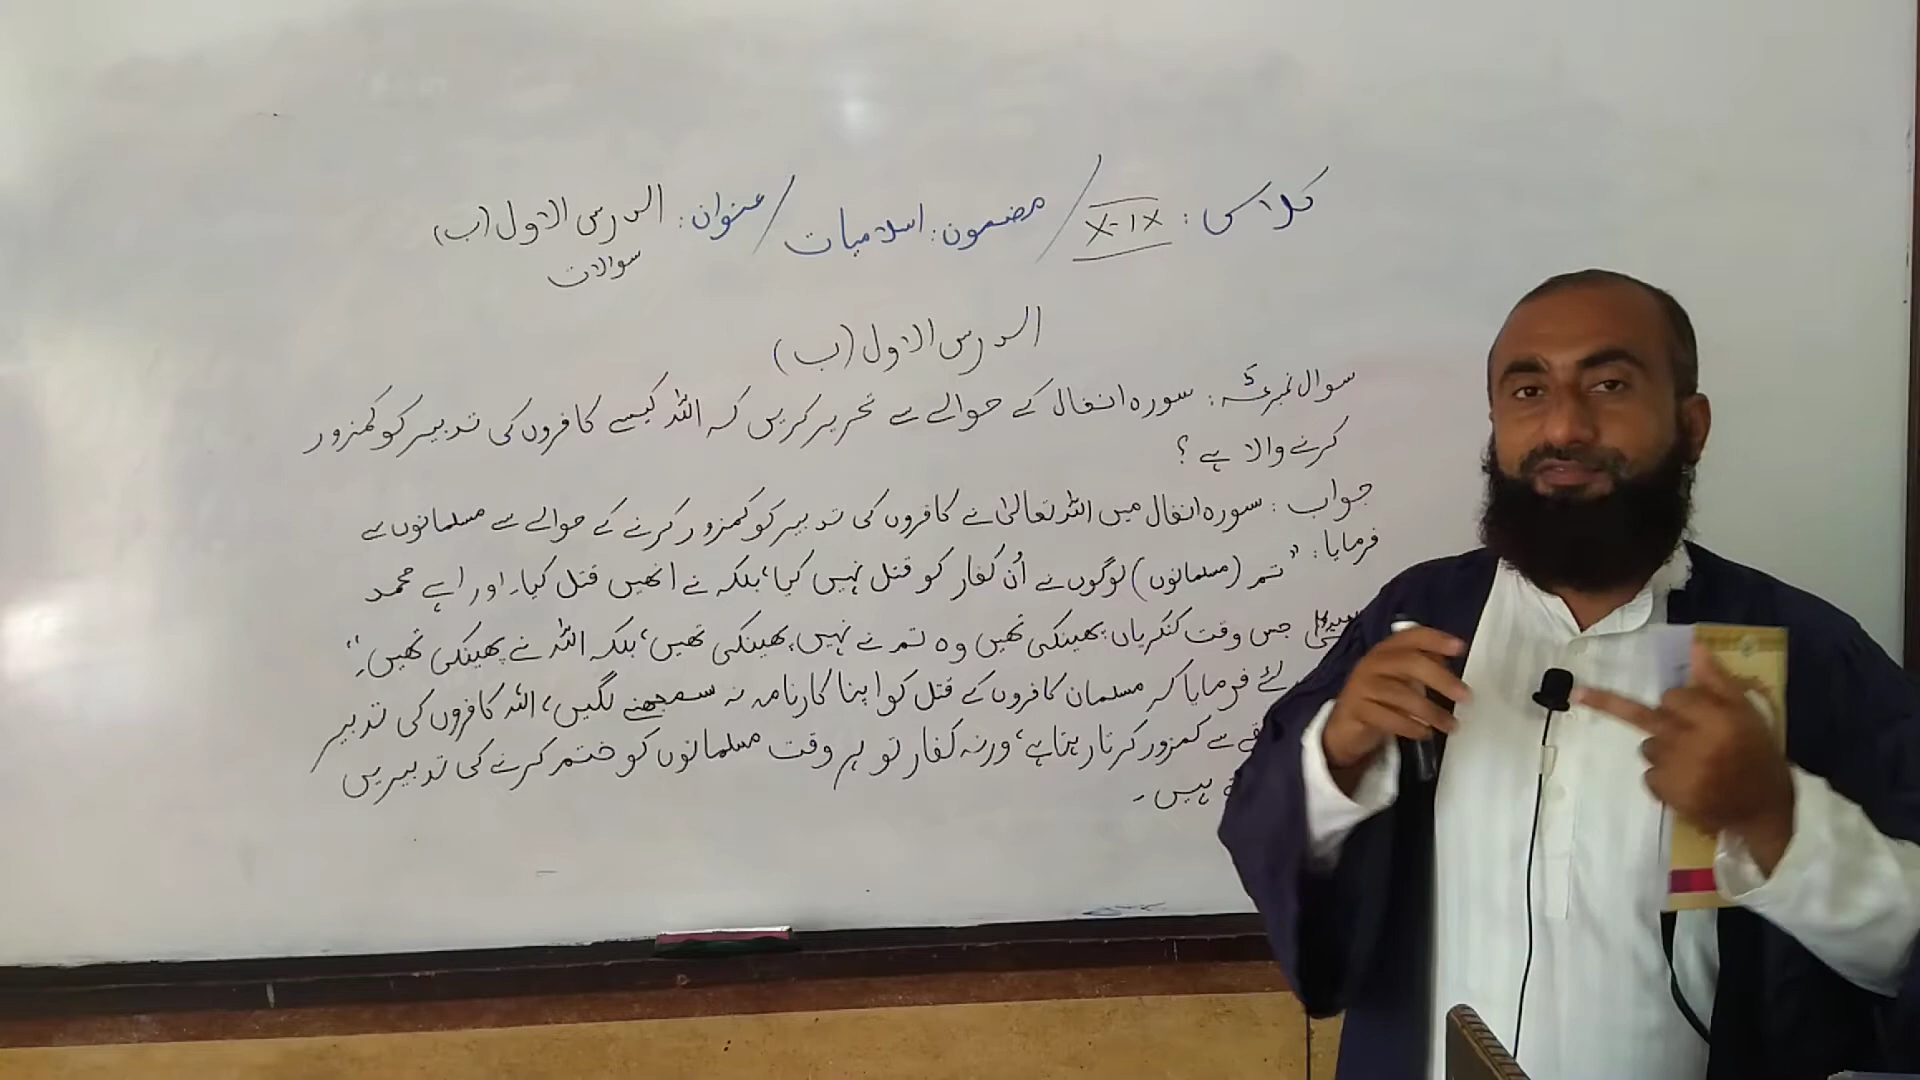 کلاس: X-IX / مضمون: اسلامیات / عنوان: الدرس الاول (ب)
سوالات
الدرس الاول (ب)
سوال نمبر ۵: سورہ انفال کے حوالے سے تحریر کریں کہ اللہ کیسے کافروں کی تدبیر کو کمزور
کرنے والا ہے؟
جواب: سورہ انفال میں اللہ تعالیٰ نے کافروں کی تدبیر کو کمزور کرنے کے حوالے سے مسلمانوں سے
فرمایا: "تم (مسلمانوں) لوگوں نے اُن کفار کو قتل نہیں کیا، بلکہ نے انھیں قتل کیا۔ اور اے محمد
جس وقت کنکریاں پھینکی تھیں وہ تم نے نہیں پھینکی تھیں، بلکہ اللہ نے پھینکی تھیں۔"
لئے فرمایا کہ مسلمان کافروں کے قتل کو اپنا کارنامہ نہ سمجھنے لگیں، اللہ کافروں کی تدبیر
سے کمزور کرتا رہتا ہے، ورنہ کفار تو ہر وقت مسلمانوں کو ختم کرنے کی تدبیریں
ہیں۔